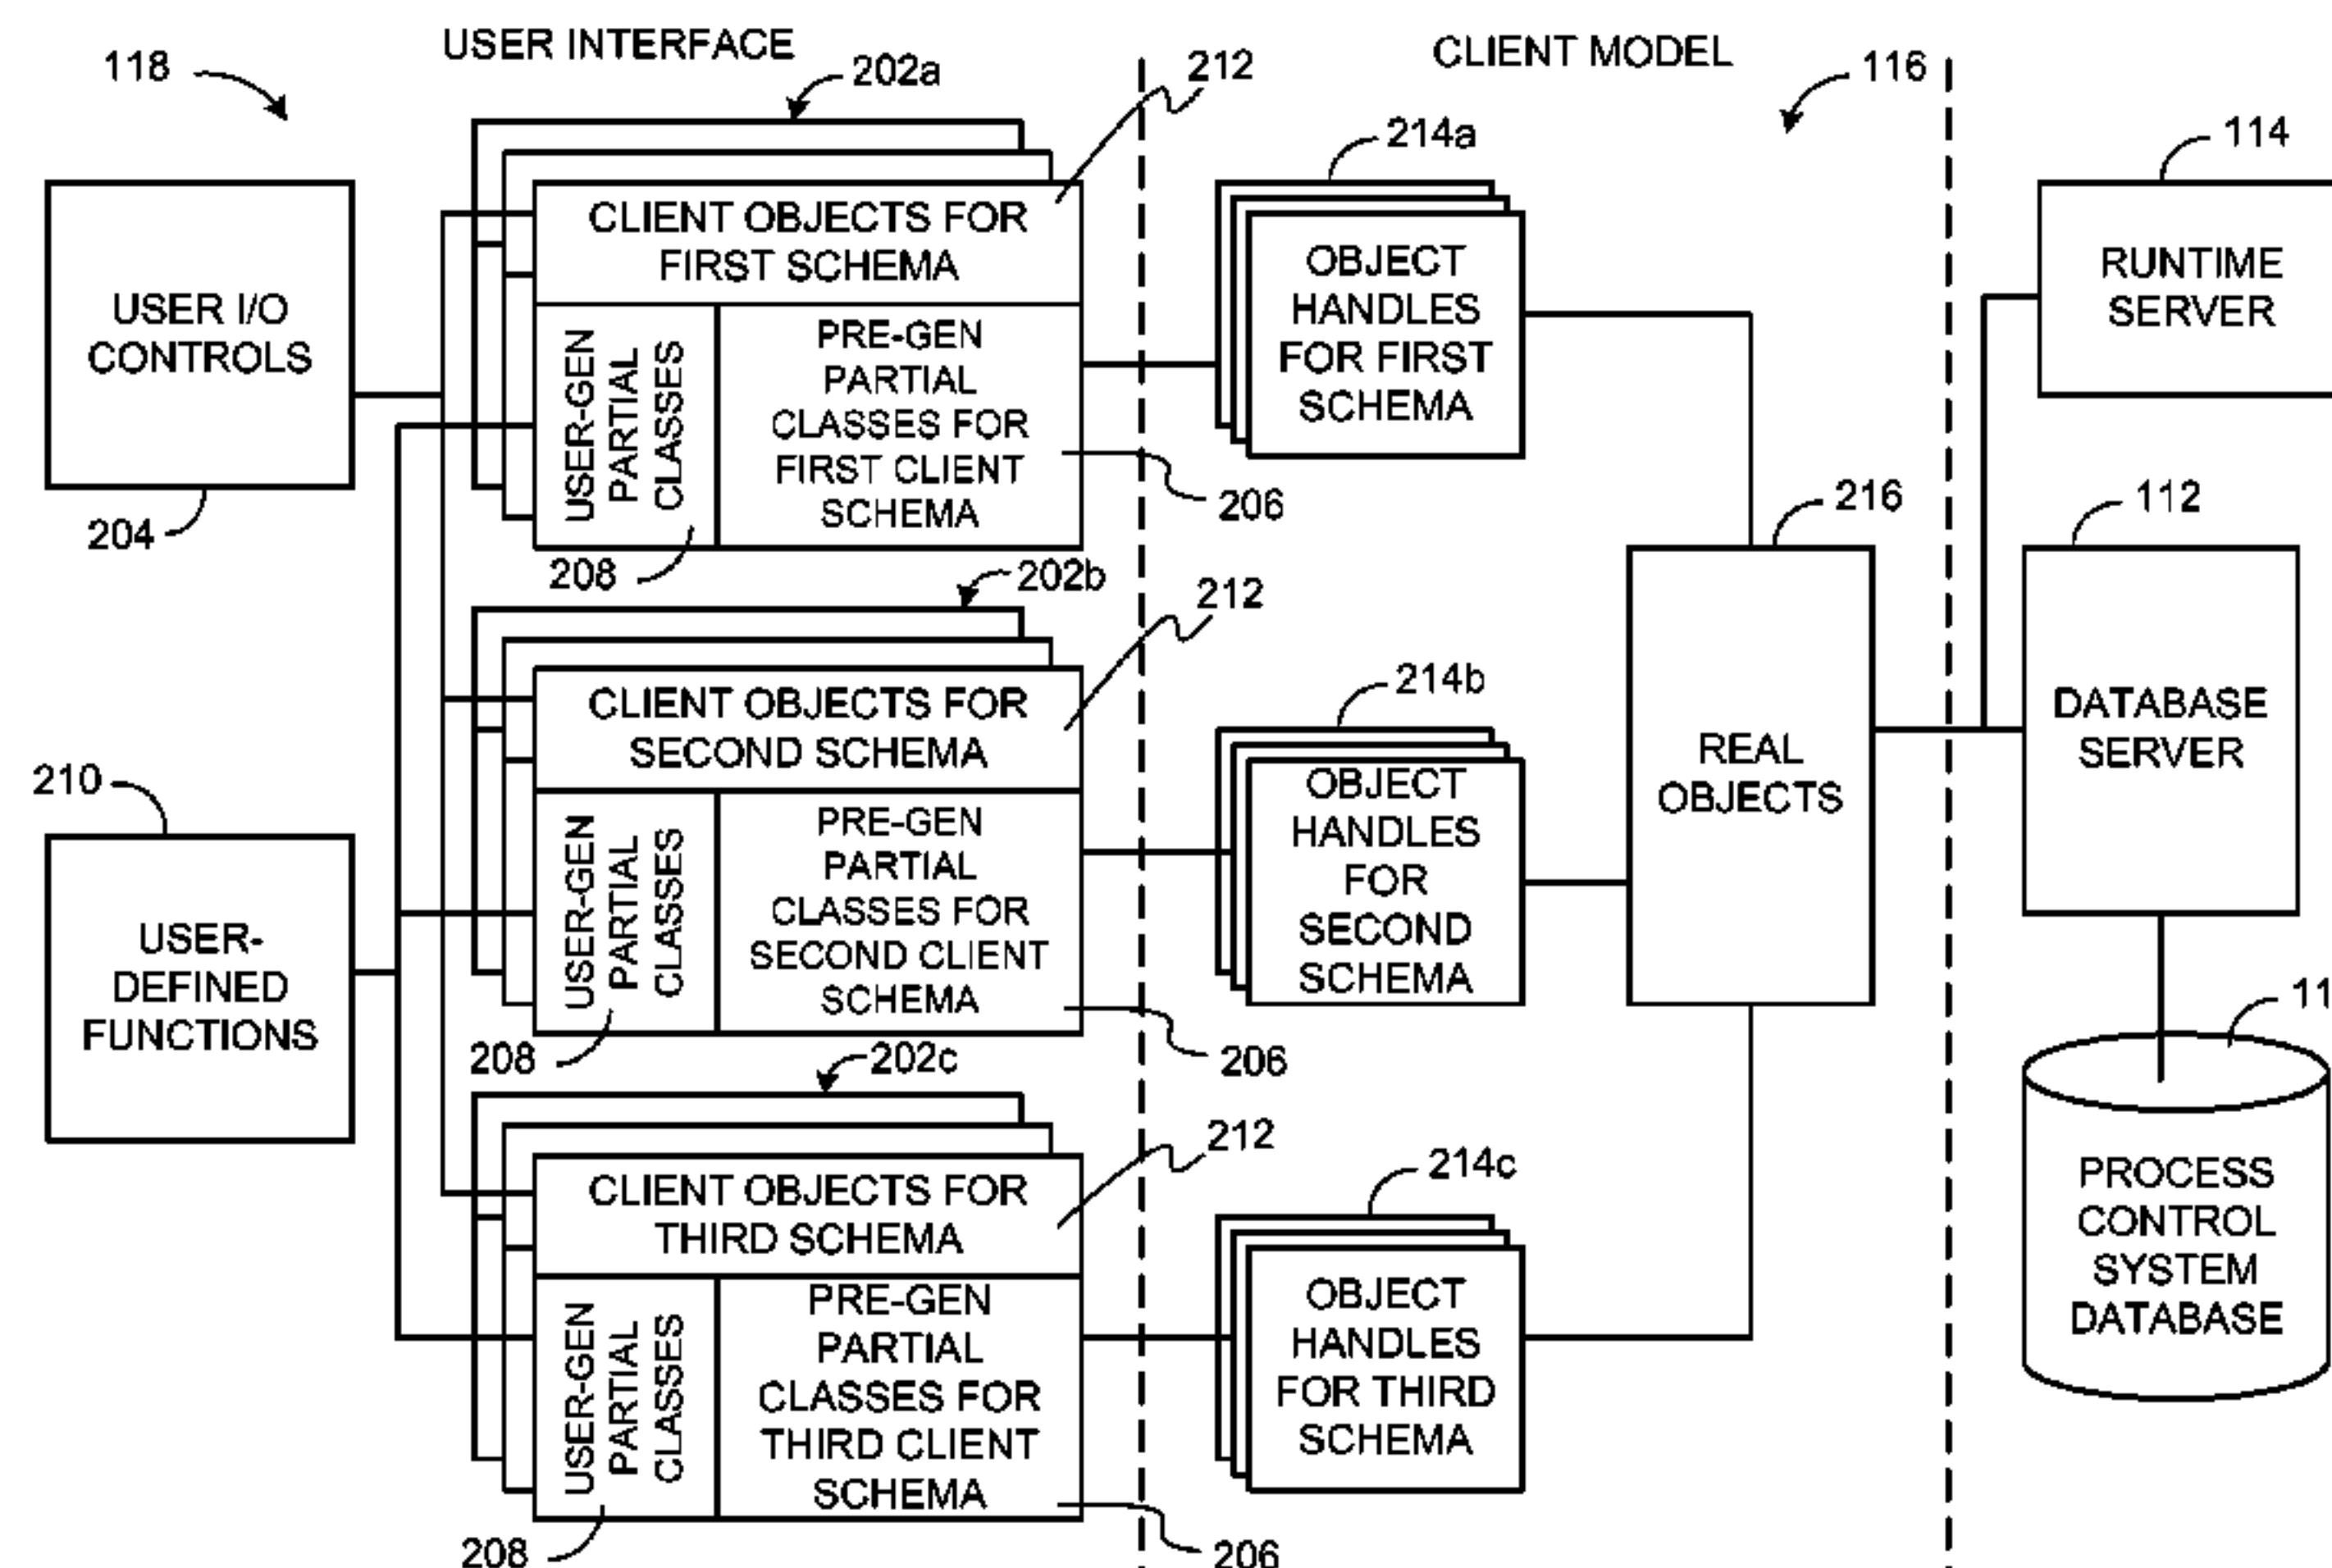 USER INTERFACE
CLIENT MODEL
118
202a
212
116
214a
114
USER I/O
CONTROLS
204
CLIENT OBJECTS FOR
FIRST SCHEMA
USER-GEN
PARTIAL
CLASSES
PRE-GEN
PARTIAL
CLASSES FOR
FIRST CLIENT
SCHEMA
208
206
OBJECT
HANDLES
FOR FIRST
SCHEMA
RUNTIME
SERVER
216
112
202b
212
214b
CLIENT OBJECTS FOR
SECOND SCHEMA
USER-GEN
PARTIAL
CLASSES
PRE-GEN
PARTIAL
CLASSES FOR
SECOND CLIENT
SCHEMA
208
206
OBJECT
HANDLES
FOR
SECOND
SCHEMA
REAL
OBJECTS
DATABASE
SERVER
210
USER-
DEFINED
FUNCTIONS
11
202c
212
214c
CLIENT OBJECTS FOR
THIRD SCHEMA
USER-GEN
PARTIAL
CLASSES
PRE-GEN
PARTIAL
CLASSES FOR
THIRD CLIENT
SCHEMA
208
206
OBJECT
HANDLES
FOR THIRD
SCHEMA
PROCESS
CONTROL
SYSTEM
DATABASE